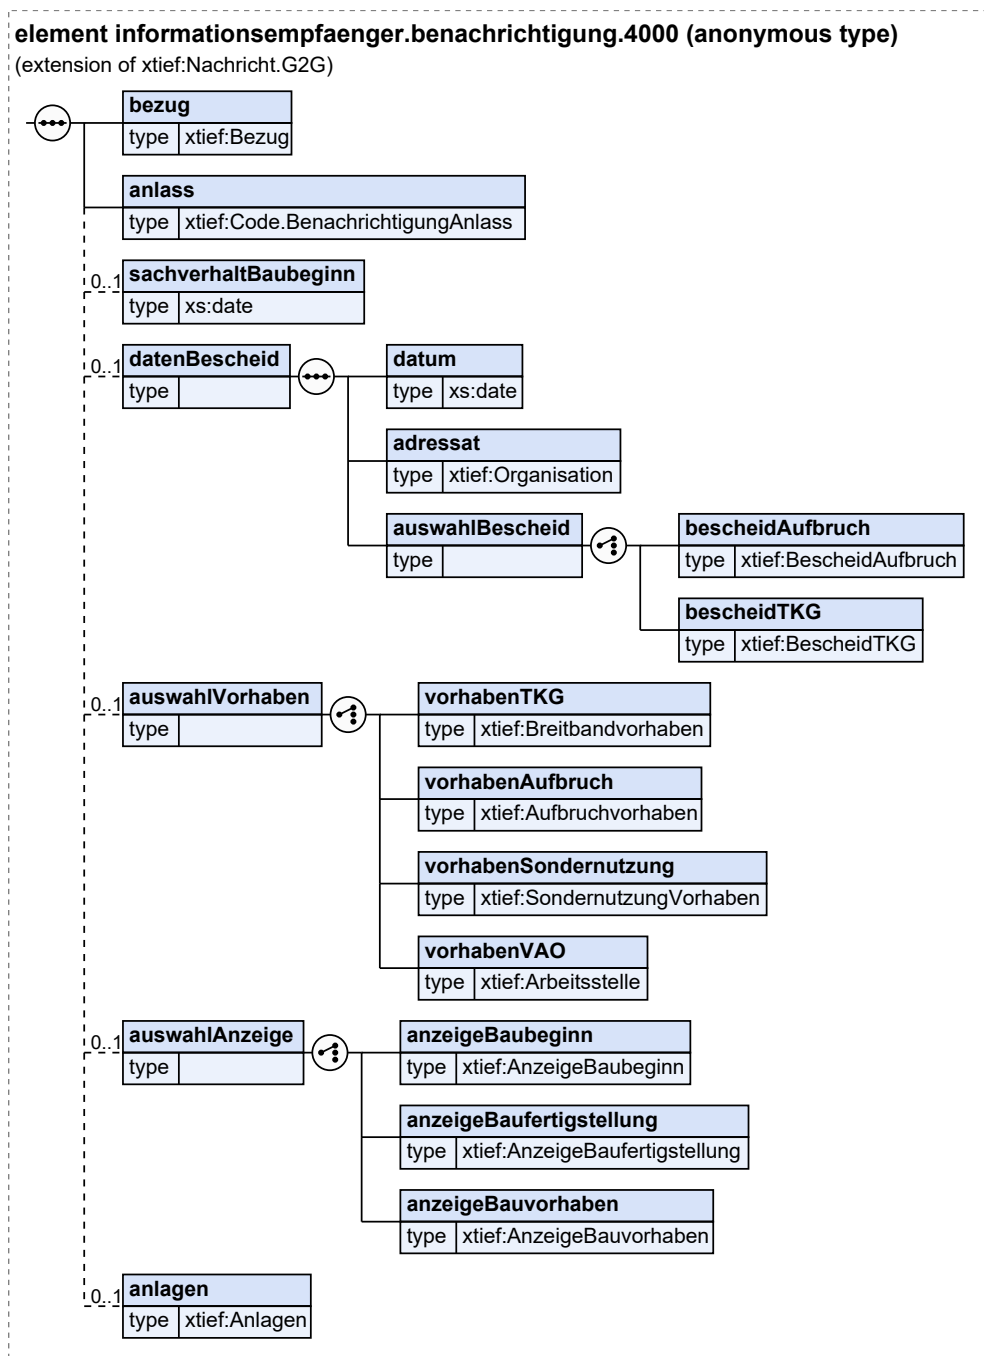 element informationsempfaenger.benachrichtigung.4000 (anonymous type)
(extension of xtief:Nachricht.G2G)
bezug
type xtief:Bezug
anlass
type xtief:Code.BenachrichtigungAnlass
0..1 sachverhaltBaubeginn
type xs:date
0..1 datenBescheid
type
datum
type xs:date
adressat
type xtief:Organisation
auswahlBescheid
type
bescheidAufbruch
type xtief:BescheidAufbruch
bescheidTKG
type xtief:BescheidTKG
0..1 auswahlVorhaben
type
vorhabenTKG
type xtief:Breitbandvorhaben
vorhabenAufbruch
type xtief:Aufbruchvorhaben
vorhabenSondernutzung
type xtief:SondernutzungVorhaben
vorhabenVAO
type xtief:Arbeitsstelle
0..1 auswahlAnzeige
type
anzeigeBaubeginn
type xtief:AnzeigeBaubeginn
anzeigeBaufertigstellung
type xtief:AnzeigeBaufertigstellung
anzeigeBauvorhaben
type xtief:AnzeigeBauvorhaben
0..1 anlagen
type xtief:Anlagen